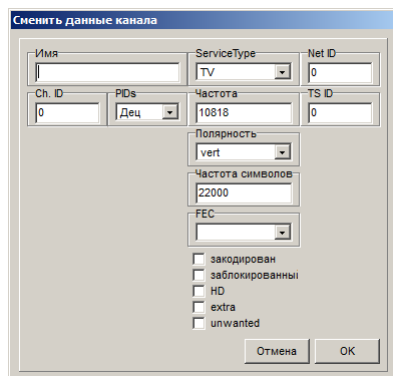 Сменить данные канала
Имя
ServiceType
Net ID
TV
0
Ch. ID
PIDs
Частота
TS ID
0
Дец
10818
0
Полярность
vert
Частота символов
22000
FEC
закодирован
заблокированны
HD
extra
unwanted
Отмена
OK